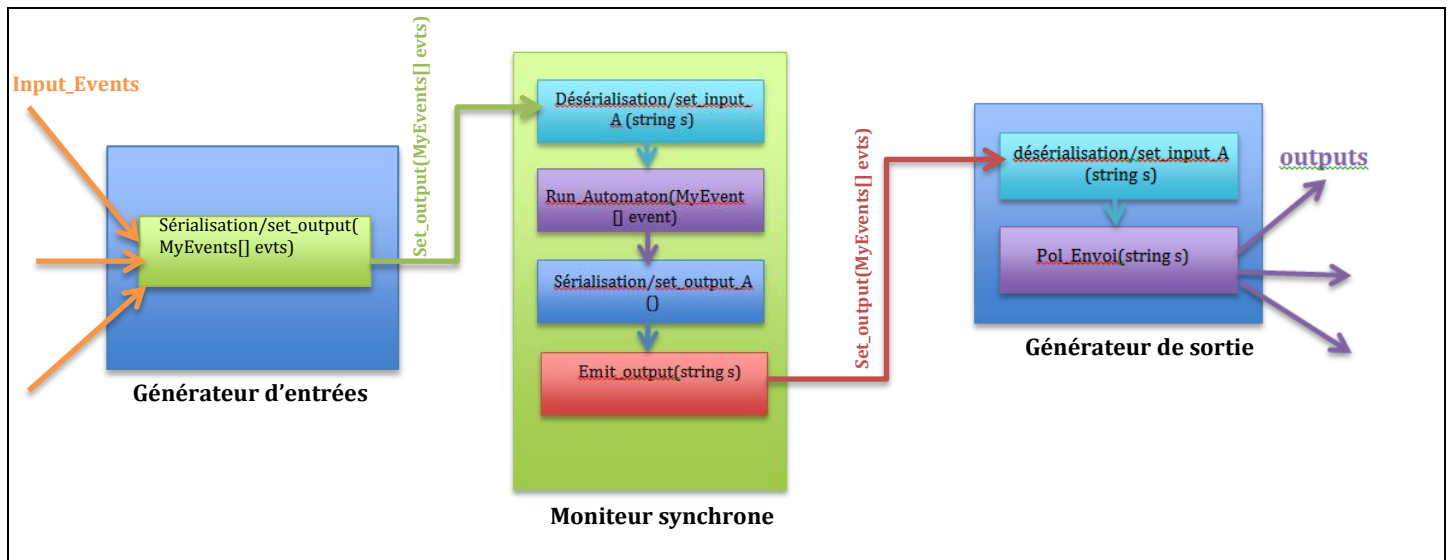 Input_Events
Sérialisation/set_output(
MyEvents[] evts)
Générateur d'entrées
Set_output(MyEvents[] evts)
Désérialisation/set_input_
A (string s)
Run_Automaton(MyEvent
[] event)
Sérialisation/set_output_A
()
Emit_output(string s)
Moniteur synchrone
Set_output(MyEvents[] evts)
désérialisation/set_input_A
(string s)
Pol_Envoi(string s)
outputs
Générateur de sortie